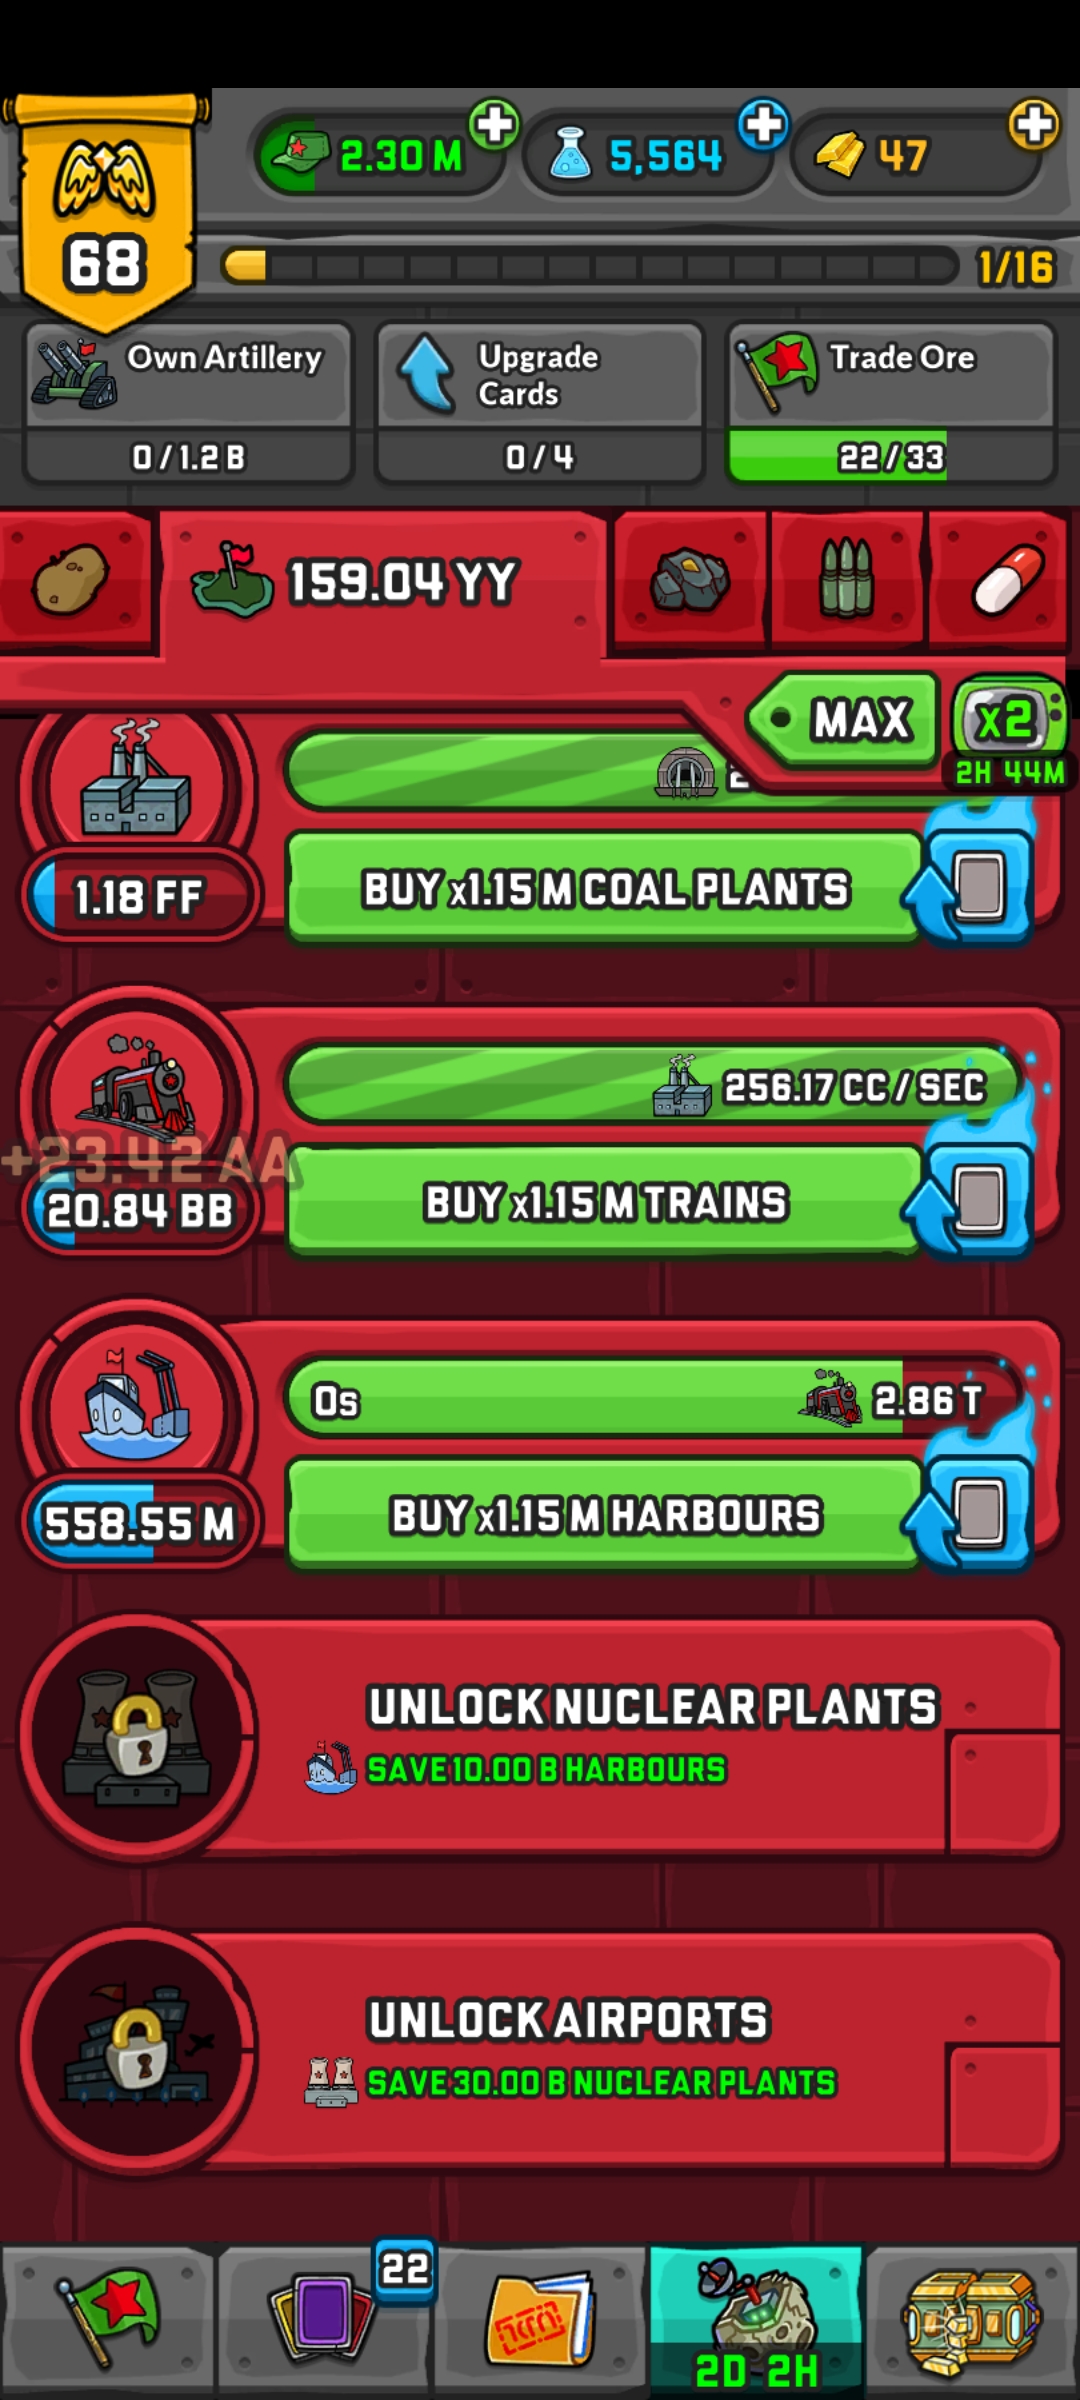 2.30 M
5,564
47
68
1/16
Own Artillery
0 / 1.2 B
Upgrade
Cards
0 / 4
Trade Ore
22 / 33
159.04 YY
MAX
X2
2H 44M
1.18 FF
BUY x1.15 M COAL PLANTS
256.17 CC / SEC
+23.42 AA
20.84 BB
BUY x1.15 M TRAINS
0s
2.86 T
558.55 M
BUY x1.15 M HARBOURS
UNLOCK NUCLEAR PLANTS
SAVE 10.00 B HARBOURS
UNLOCK AIRPORTS
SAVE 30.00 B NUCLEAR PLANTS
22
2D 2H